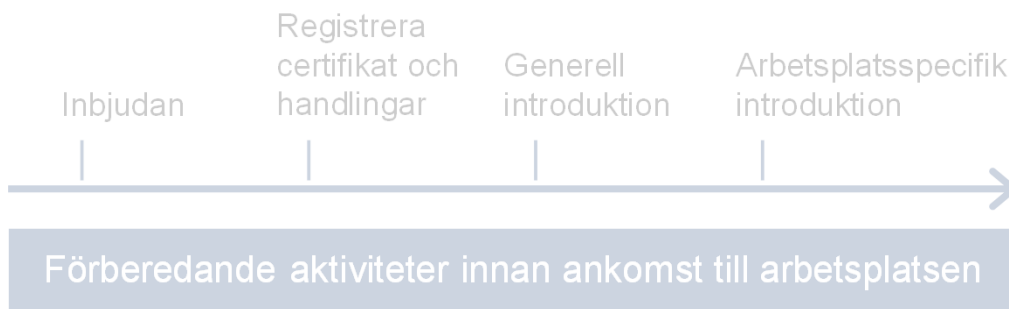 Inbjudan
Registrera
certifikat och
handlingar
Generell
introduktion
Arbetsplatsspecifik
introduktion
Förberedande aktiviteter innan ankomst till arbetsplatsen